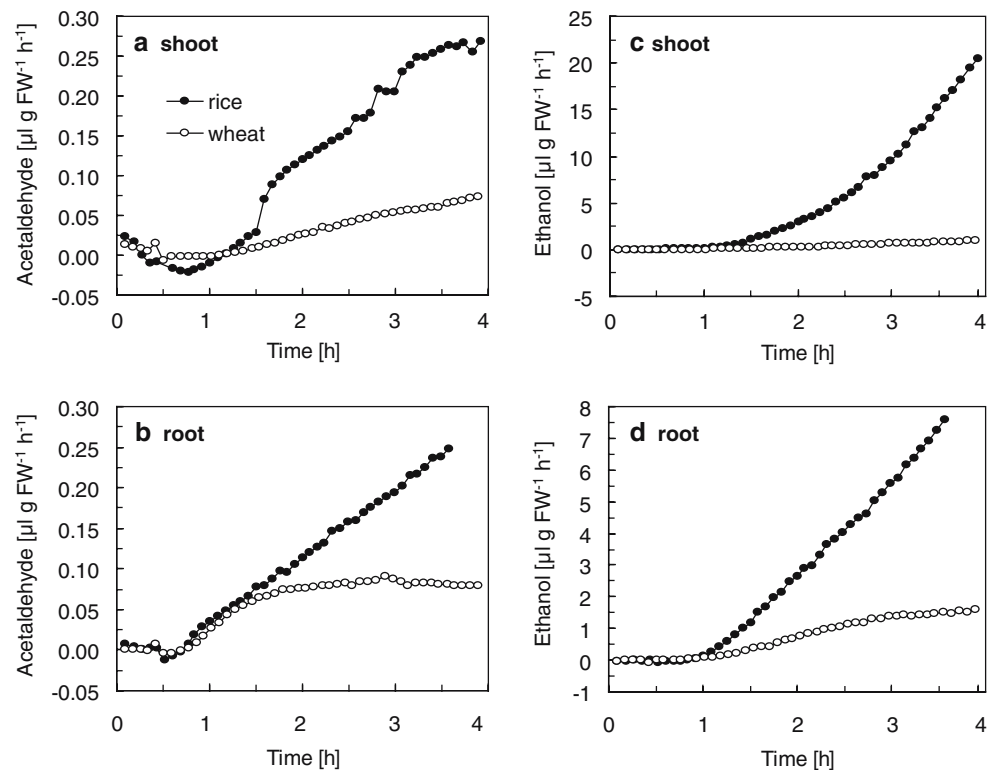 a shoot
rice
wheat
Acetaldehyde [µl g FW⁻¹ h⁻¹]
0.30
0.25
0.20
0.15
0.10
0.05
0.00
-0.05
0 1 2 3 4
Time [h]
c shoot
Ethanol [µl g FW⁻¹ h⁻¹]
25
20
15
10
5
0
-5
0 1 2 3 4
Time [h]
b root
Acetaldehyde [µl g FW⁻¹ h⁻¹]
0.30
0.25
0.20
0.15
0.10
0.05
0.00
-0.05
0 1 2 3 4
Time [h]
d root
Ethanol [µl g FW⁻¹ h⁻¹]
8
7
6
5
4
3
2
1
0
-1
0 1 2 3 4
Time [h]